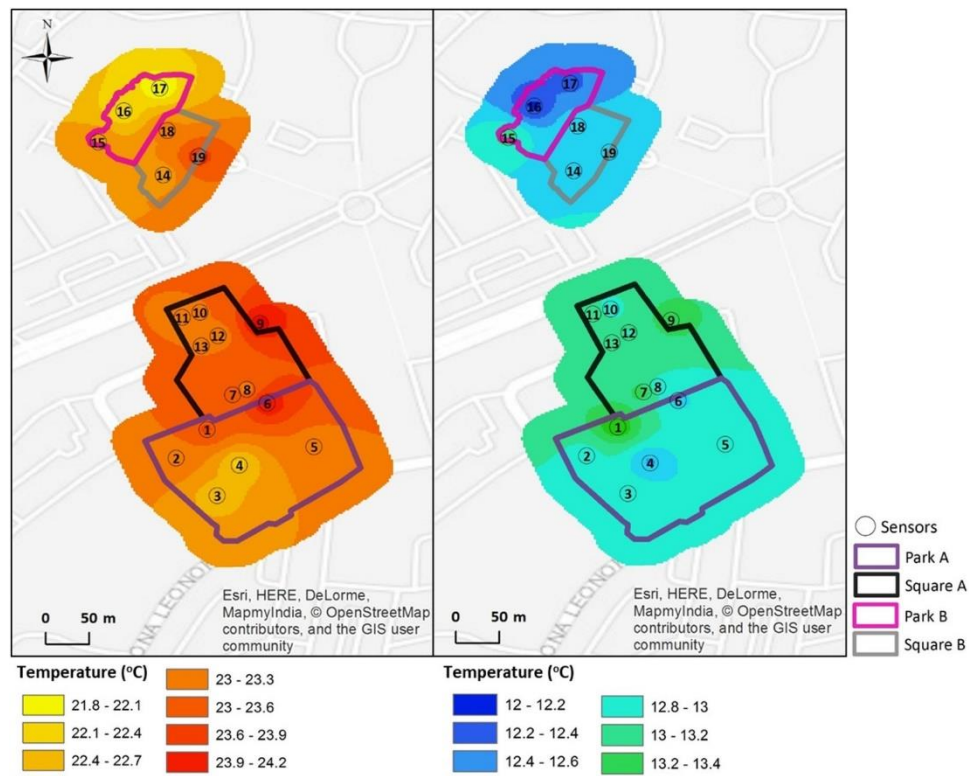 N
17
16
18
15
19
14
11 10
9
13 12
7 8
6
1
2
5
4
3
17
16
18
15
19
14
11 10
9
13 12
7 8
6
1
2
5
4
3
Esri, HERE, DeLorme,
MapmyIndia, © OpenStreetMap
contributors, and the GIS user
community
0 50 m
ONA LEONOR
Esri, HERE, DeLorme,
MapmyIndia, © OpenStreetMap
contributors, and the GIS user
community
0 50 m
ONA LEONOR
Sensors
Park A
Square A
Park B
Square B
Temperature (ºC)
21.8 - 22.1
22.1 - 22.4
22.4 - 22.7
23 - 23.3
23 - 23.6
23.6 - 23.9
23.9 - 24.2
Temperature (ºC)
12 - 12.2
12.2 - 12.4
12.4 - 12.6
12.8 - 13
13 - 13.2
13.2 - 13.4